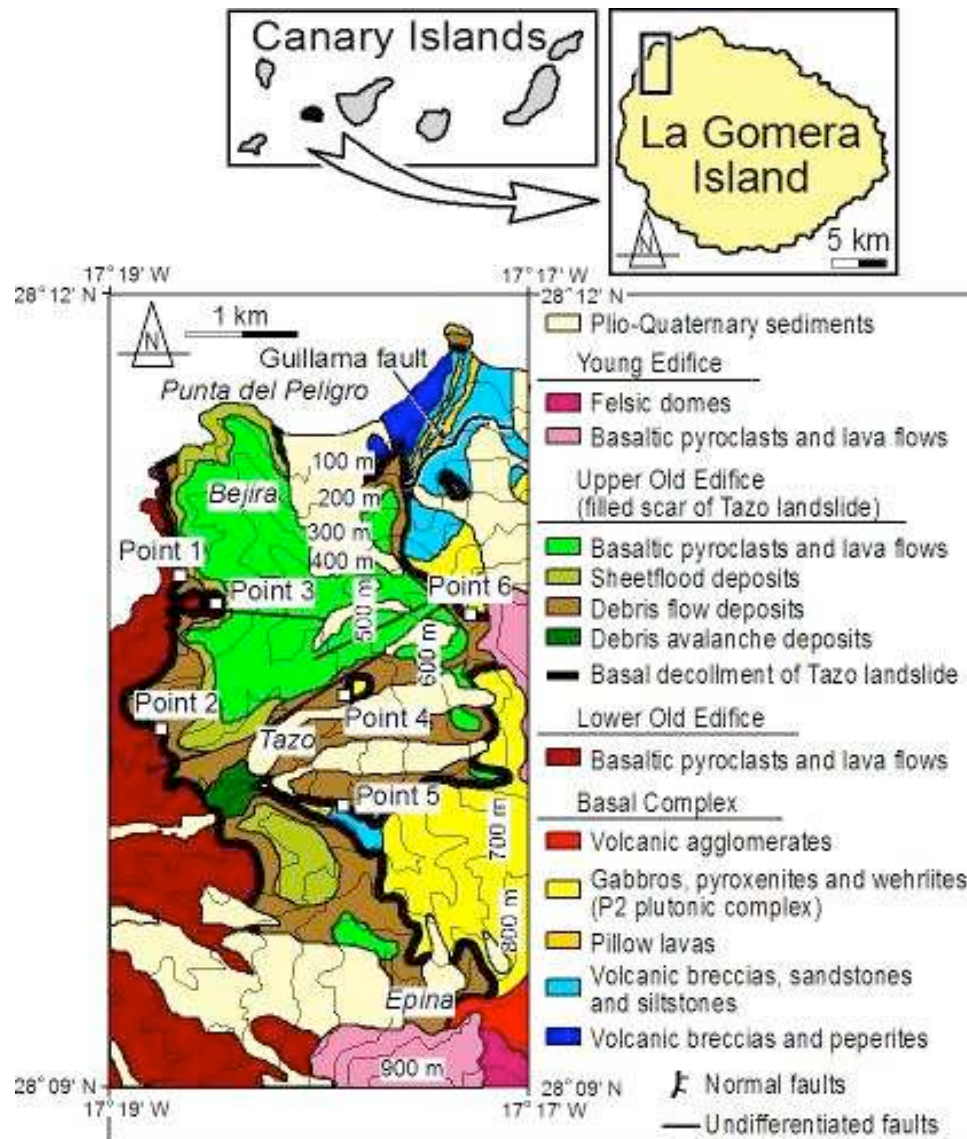 Canary Islands
La Gomera
Island
N
5 km
17° 19' W
17° 17' W
28° 12' N
28° 12' N
N
1 km
Guillama fault
Punta del Peligro
100 m
Bejira
200 m
300 m
400 m
Point 1
Point 3
500 m
Point 6
600 m
Point 2
Point 4
Tazo
Point 5
700 m
800 m
Epina
900 m
28° 09' N
28° 09' N
17° 19' W
17° 17' W
Plio-Quaternary sediments
Young Edifice
Felsic domes
Basaltic pyroclasts and lava flows
Upper Old Edifice
(filled scar of Tazo landslide)
Basaltic pyroclasts and lava flows
Sheetflood deposits
Debris flow deposits
Debris avalanche deposits
Basal decollment of Tazo landslide
Lower Old Edifice
Basaltic pyroclasts and lava flows
Basal Complex
Volcanic agglomerates
Gabbros, pyroxenites and wehrlites
(P2 plutonic complex)
Pillow lavas
Volcanic breccias, sandstones
and siltstones
Volcanic breccias and peperites
Normal faults
Undifferentiated faults